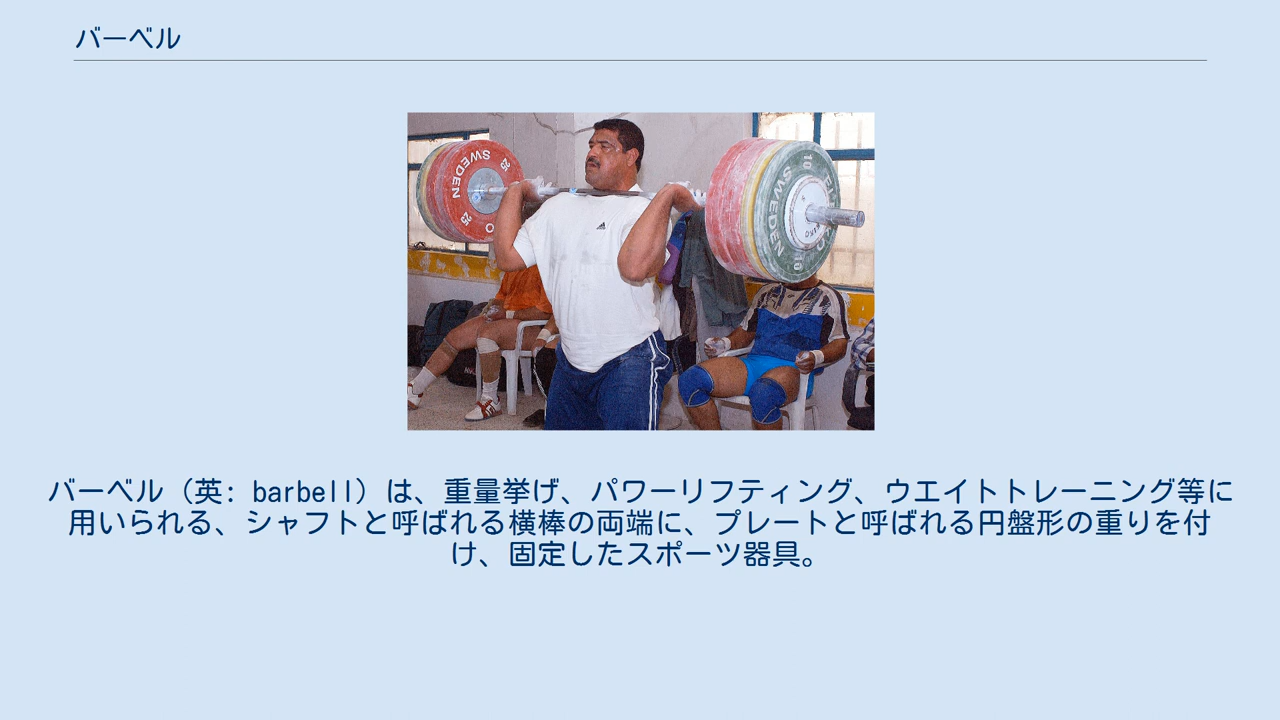 バーベル
SWEDEN
25
25
10
SWEDEN
10
バーベル（英: barbell）は、重量挙げ、パワーリフティング、ウエイトトレーニング等に
用いられる、シャフトと呼ばれる横棒の両端に、プレートと呼ばれる円盤形の重りを付
け、固定したスポーツ器具。